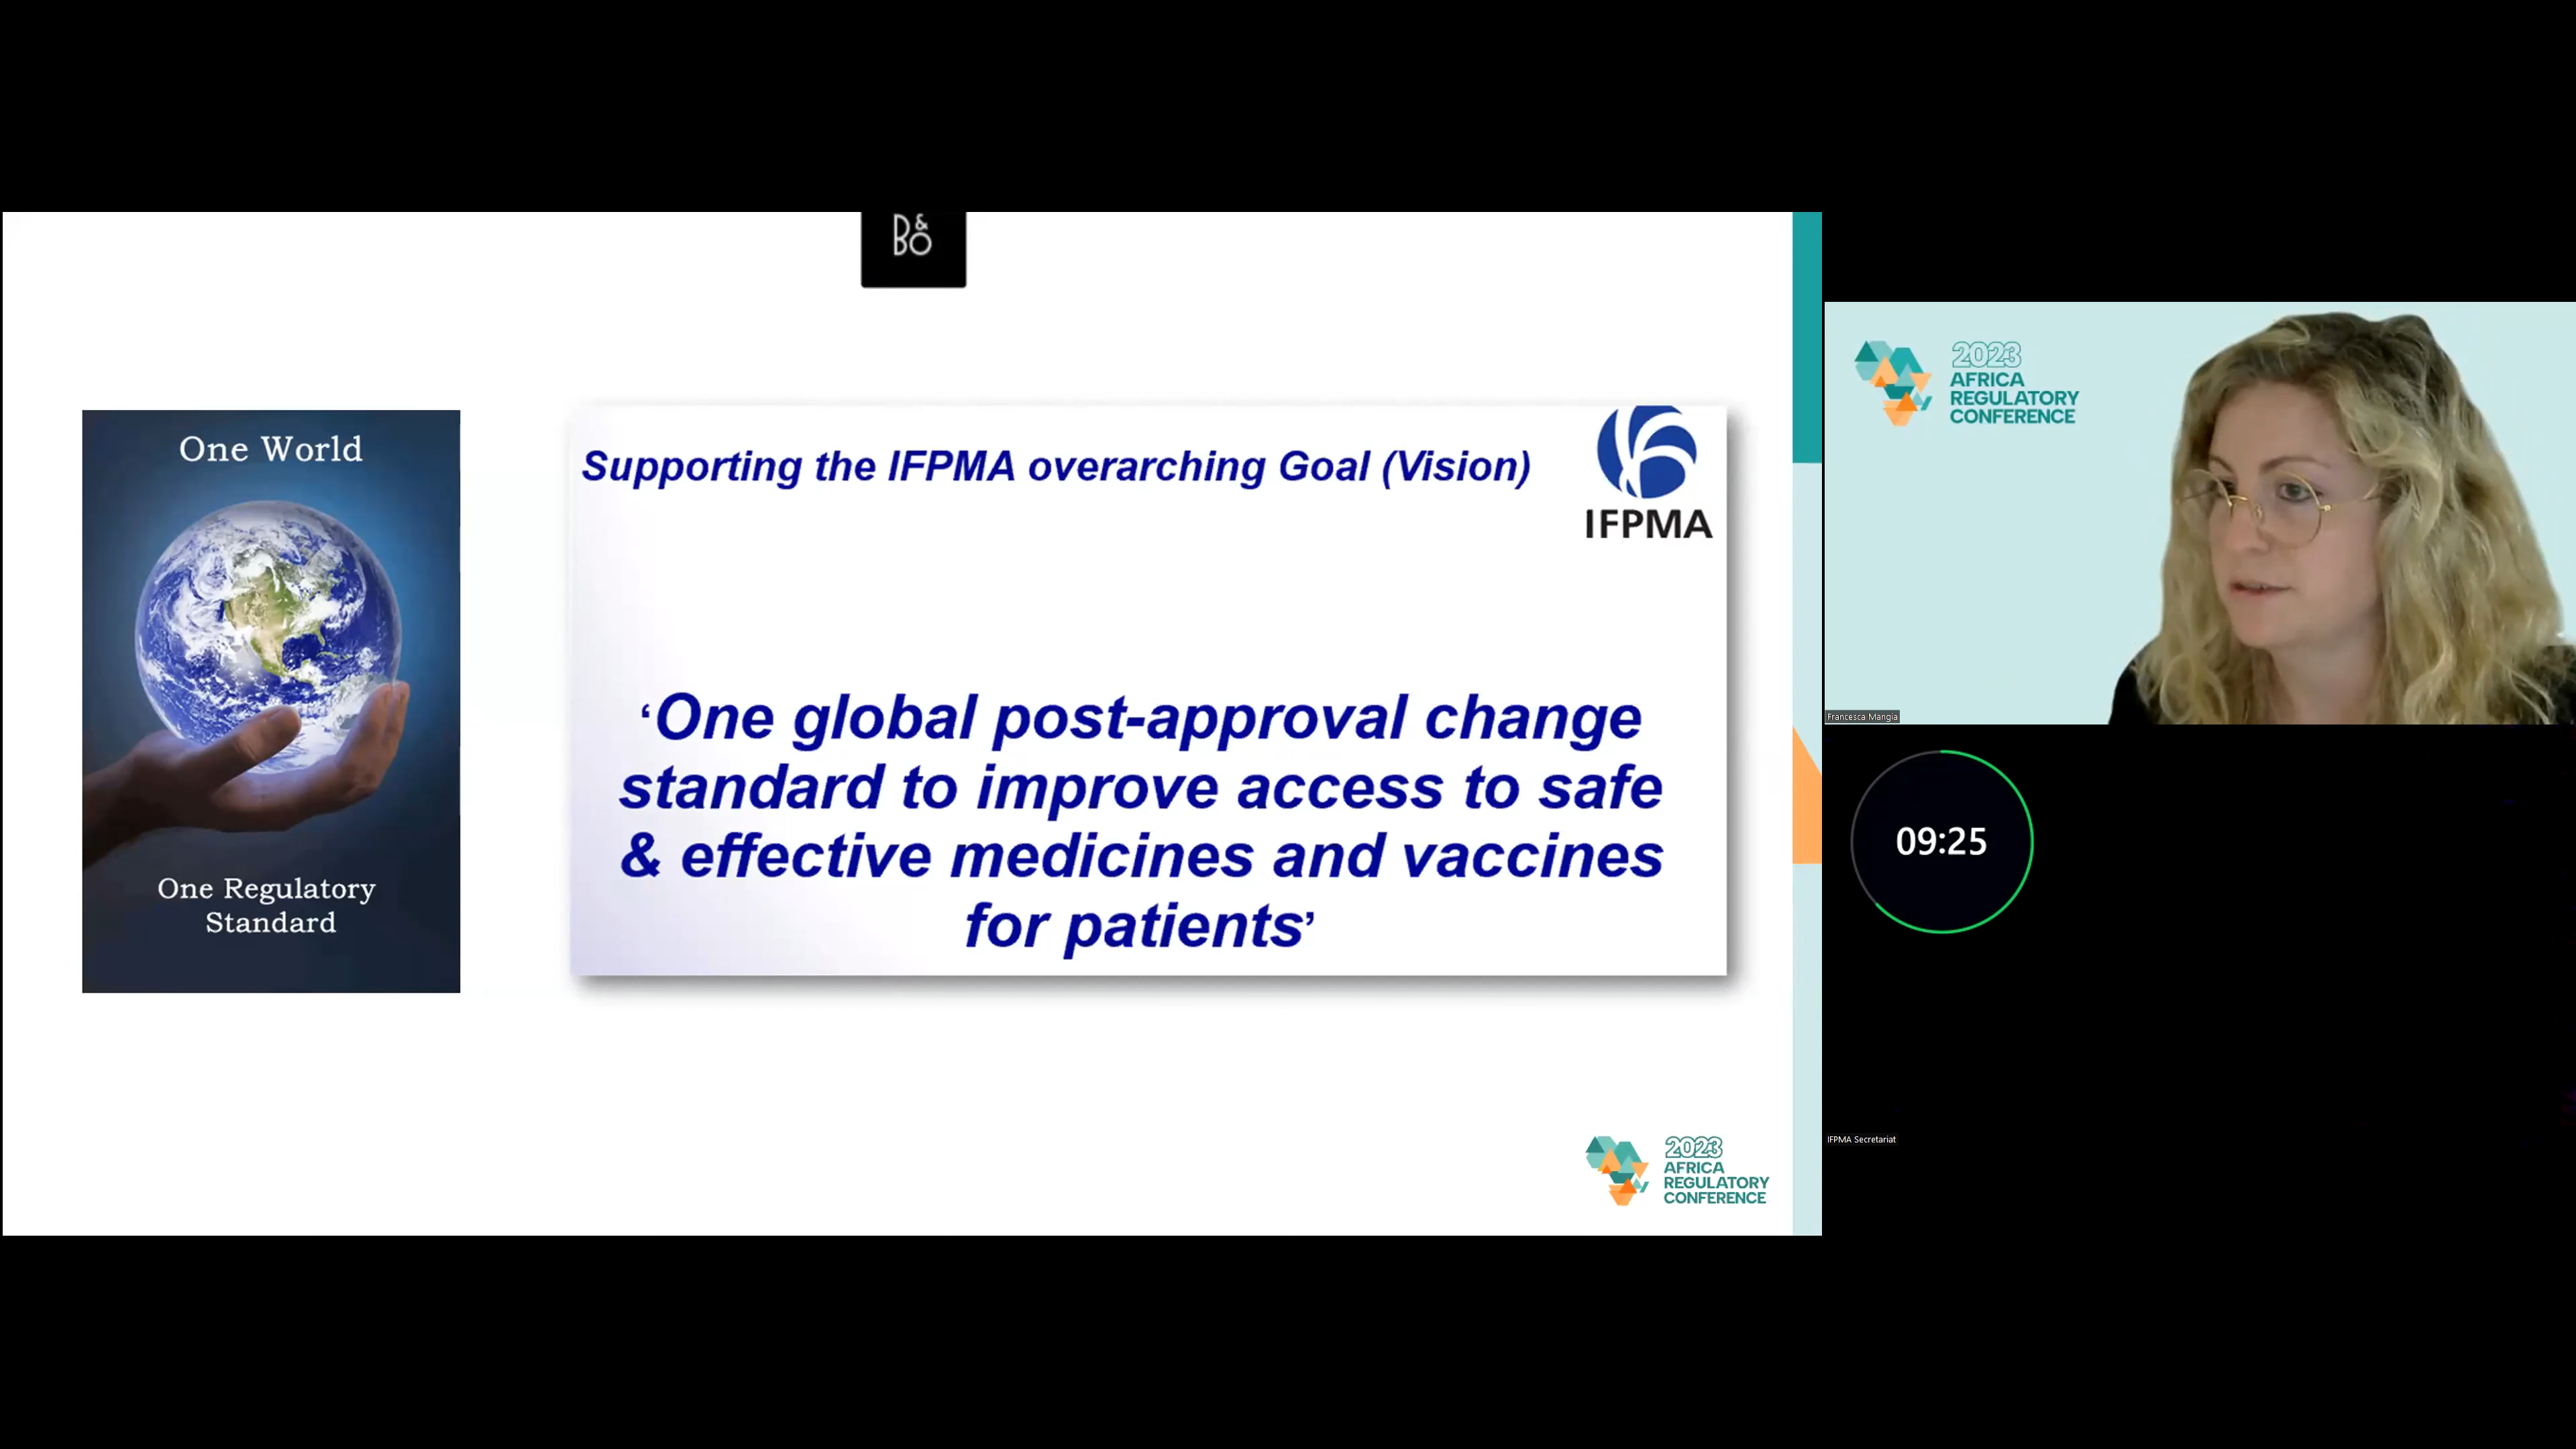 B&
BO
One World
One Regulatory
Standard
Supporting the IFPMA overarching Goal (Vision)
IFPMA
‘One global post-approval change
standard to improve access to safe
& effective medicines and vaccines
for patients’
2023
AFRICA
REGULATORY
CONFERENCE
2023
AFRICA
REGULATORY
CONFERENCE
Francesca Mangia
09:25
IFPMA Secretariat